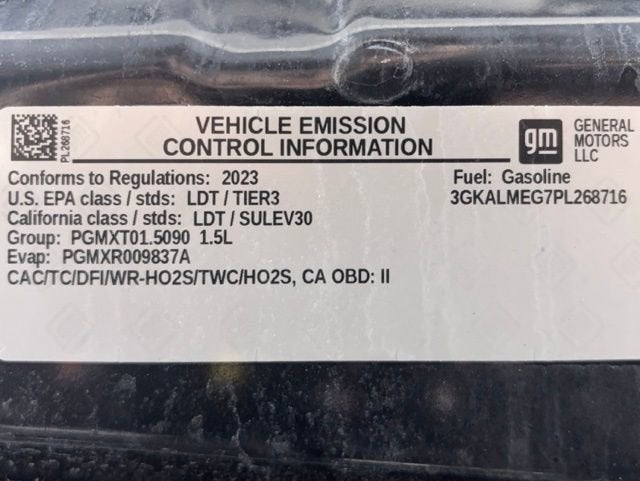 PL268716
VEHICLE EMISSION
CONTROL INFORMATION
gm
GENERAL
MOTORS
LLC
Conforms to Regulations: 2023
Fuel: Gasoline
U.S. EPA class / stds: LDT / TIER3
3GKALMEG7PL268716
California class / stds: LDT / SULEV30
Group: PGMXT01.5090 1.5L
Evap: PGMXR009837A
CAC/TC/DFI/WR-HO2S/TWC/HO2S, CA OBD: II